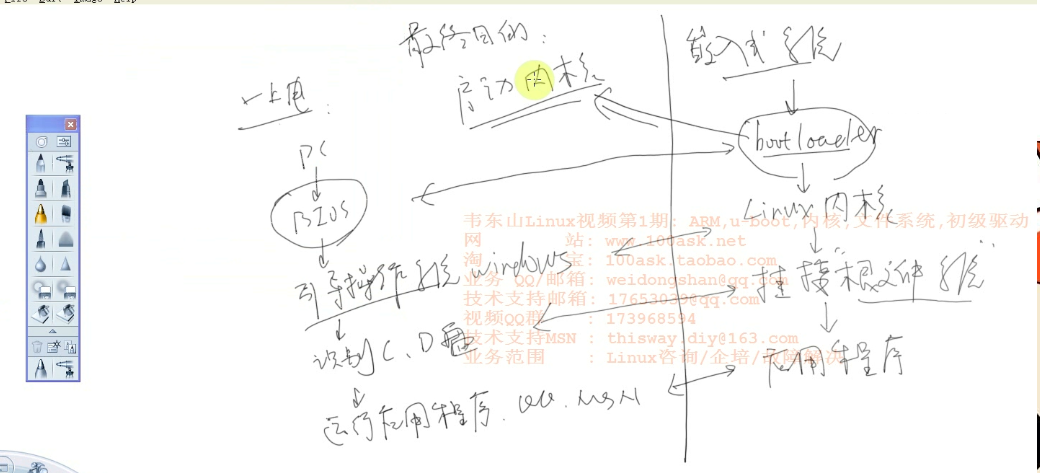 最终目的:
启动内核
一上电:
PC
BIOS
引导操作系统 windows
识别C、D盘
运行应用程序. QQ. MSN
嵌入式系统
bootloader
Linux内核
挂接"根文件系统"
应用程序
韦东山Linux视频第1期: ARM,u-boot,内核,文件系统,初级驱动
网 站: www.100ask.net
淘 宝: 100ask.taobao.com
业务 QQ/邮箱: weidongshan@qq.com
技术支持邮箱: 17653039@qq.com
视频QQ群 : 173968594
技术支持MSN : thisway.diy@163.com
业务范围 : Linux咨询/企培/故障解决